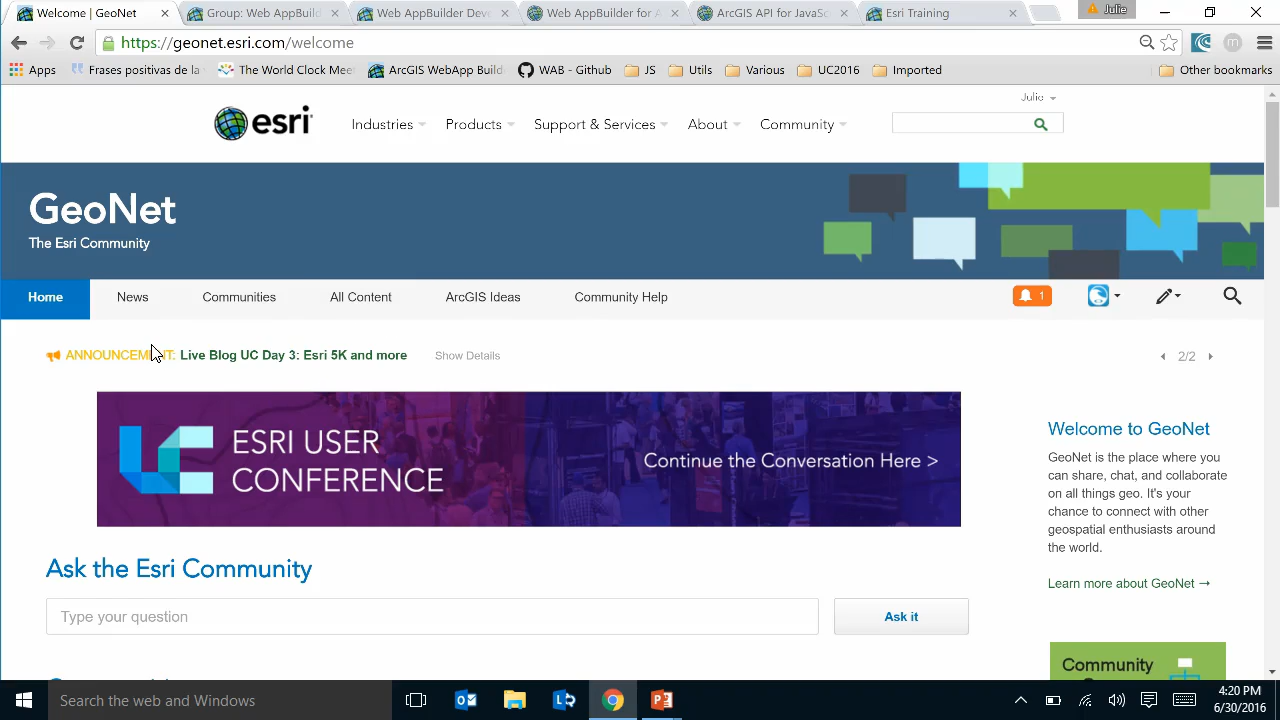 Welcome | GeoNet
Group: Web AppBuil
Web AppBuilder
Web AppBuilder for A
ArcGIS API for JavaSc
Esri Training
Julie
https://geonet.esri.com/welcome
Apps
Frases positivas de la
The World Clock Mee
ArcGIS Webapp Build
WAB - Github
JS
Utils
Various
UC2016
Imported
Other bookmarks
Julie
esri
Industries
Products
Support & Services
About
Community
GeoNet
The Esri Community
Home
News
Communities
All Content
ArcGIS Ideas
Community Help
1
ANNOUNCEMENT: Live Blog UC Day 3: Esri 5K and more
Show Details
2/2
UC
ESRI USER
CONFERENCE
Continue the Conversation Here >
Welcome to GeoNet
GeoNet is the place where you
can share, chat, and collaborate
on all things geo. It's your
chance to connect with other
geospatial enthusiasts around
the world.
Learn more about GeoNet →
Ask the Esri Community
Type your question
Ask it
Community
Search the web and Windows
4:20 PM
6/30/2016